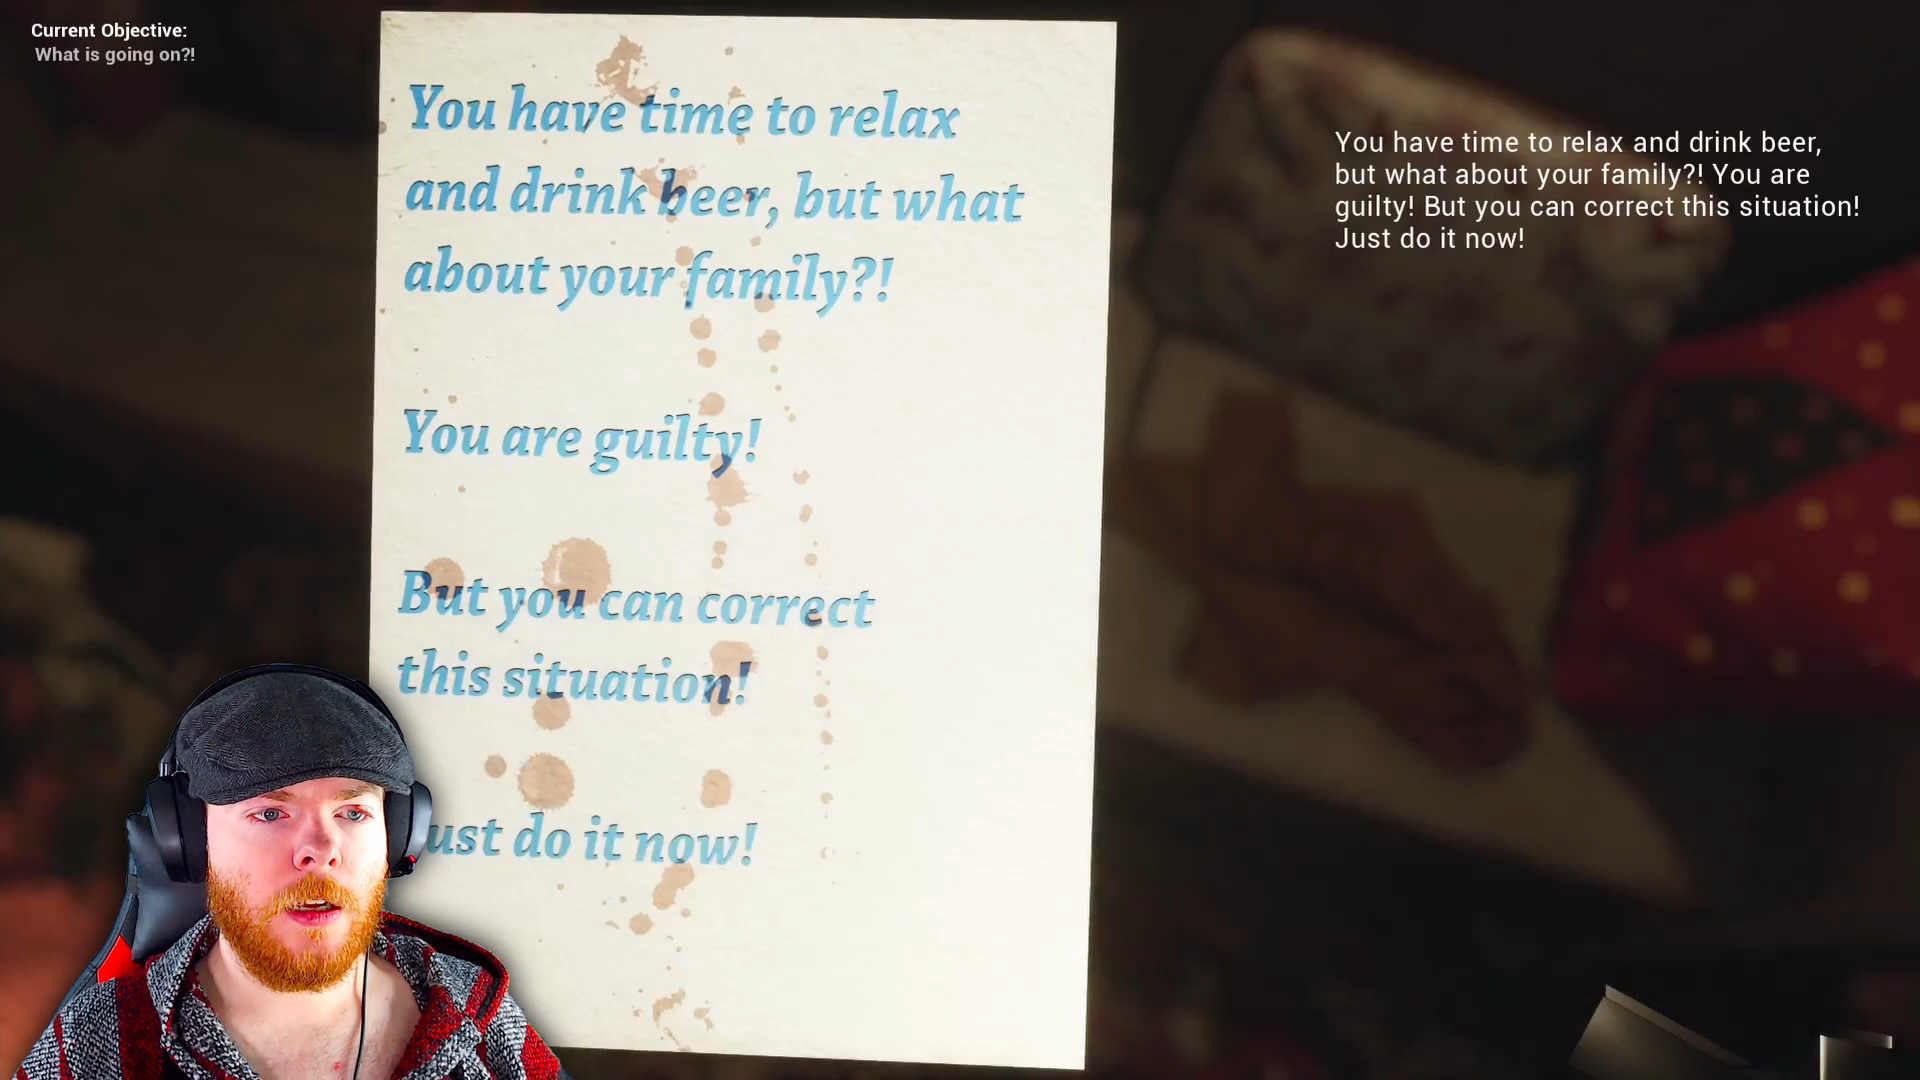 Current Objective:
What is going on?!
You have time to relax
and drink beer, but what
about your family?!
You are guilty!
But you can correct
this situation!
ust do it now!
You have time to relax and drink beer,
but what about your family?! You are
guilty! But you can correct this situation!
Just do it now!